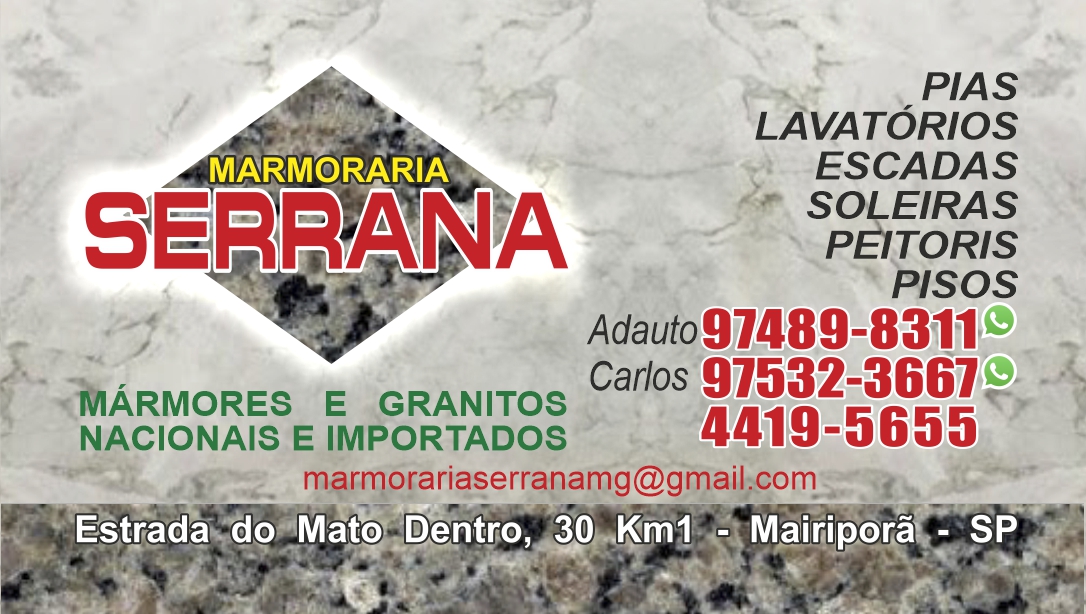 MARMORARIA
SERRANA
MÁRMORES E GRANITOS
NACIONAIS E IMPORTADOS
PIAS
LAVATÓRIOS
ESCADAS
SOLEIRAS
PEITORIS
PISOS
Adauto 97489-8311
Carlos 97532-3667
4419-5655
marmorariaserranamg@gmail.com
Estrada do Mato Dentro, 30 Km1 - Mairiporã - SP